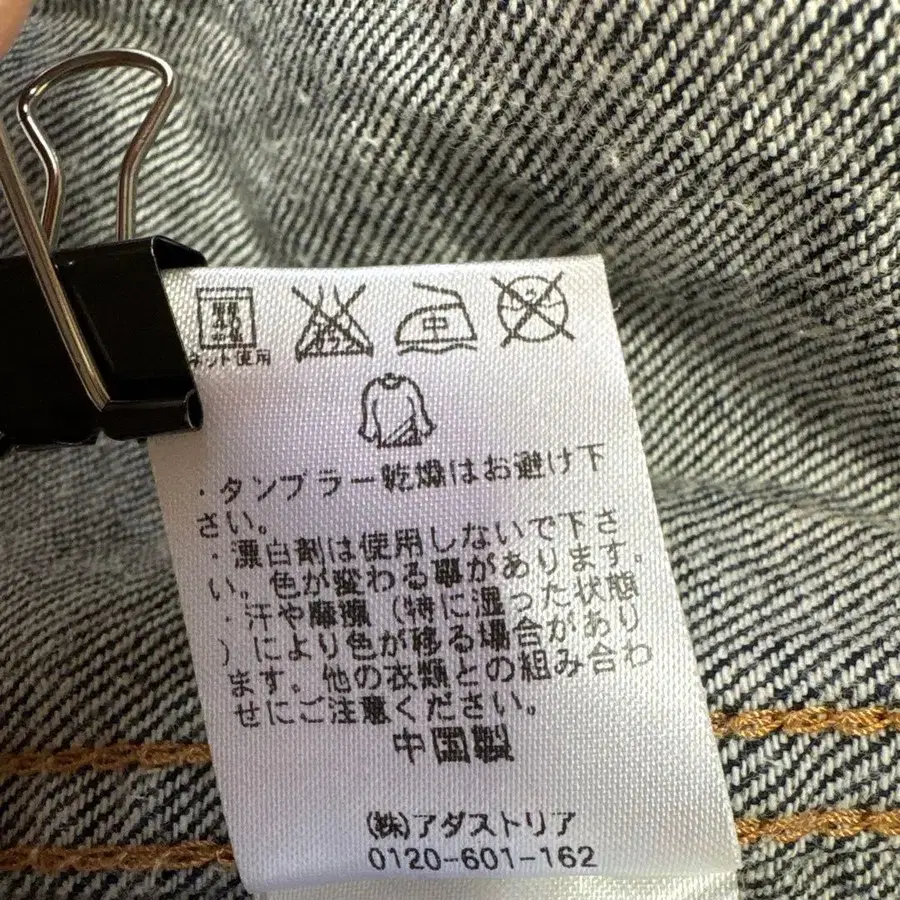 ネット使用
中
・タンブラー乾燥はお避け下
さい。
・漂白剤は使用しないで下さ
い。色が変わる事があります。
・汗や摩擦(特に湿った状態
)により色が移る場合があり
ます。他の衣類との組み合わ
せにご注意ください。
中国製
(株)アダストリア
0120-601-162